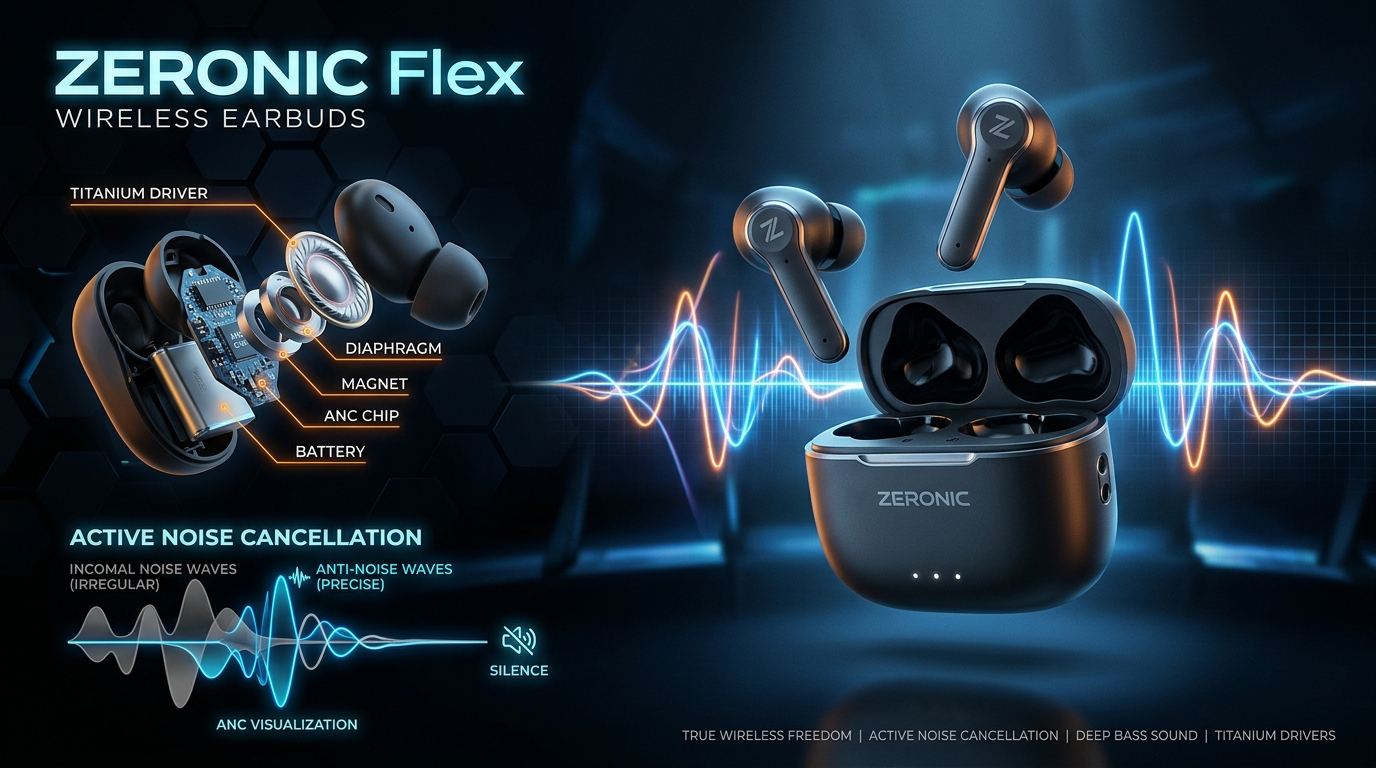 ZERONIC Flex
WIRELESS EARBUDS
TITANIUM DRIVER
DIAPHRAGM
MAGNET
ANC CHIP
BATTERY
ZERONIC
ACTIVE NOISE CANCELLATION
INCOMAL NOISE WAVES
(IRREGULAR)
ANTI-NOISE WAVES
(PRECISE)
SILENCE
ANC VISUALIZATION
TRUE WIRELESS FREEDOM | ACTIVE NOISE CANCELLATION | DEEP BASS SOUND | TITANIUM DRIVERS